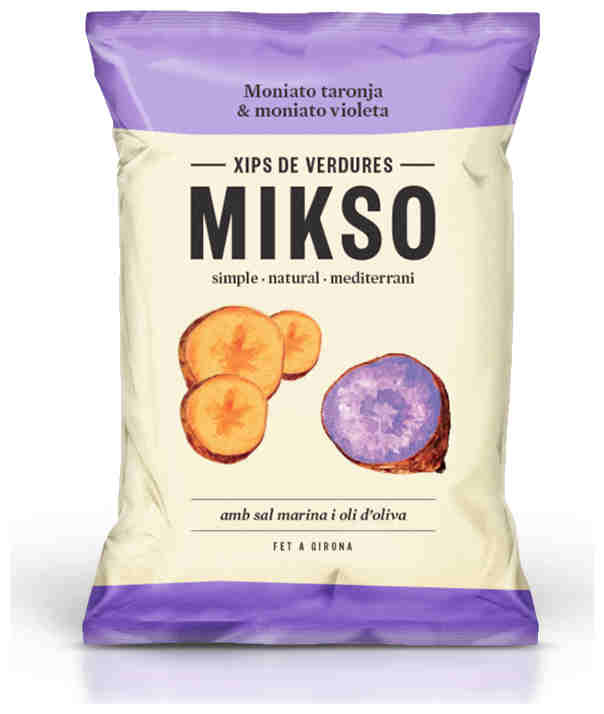 Moniato taronja
& moniato violeta
XIPS DE VERDURES
MIKSO
simple · natural · mediterrani
amb sal marina i oli d'oliva
FET A GIRONA